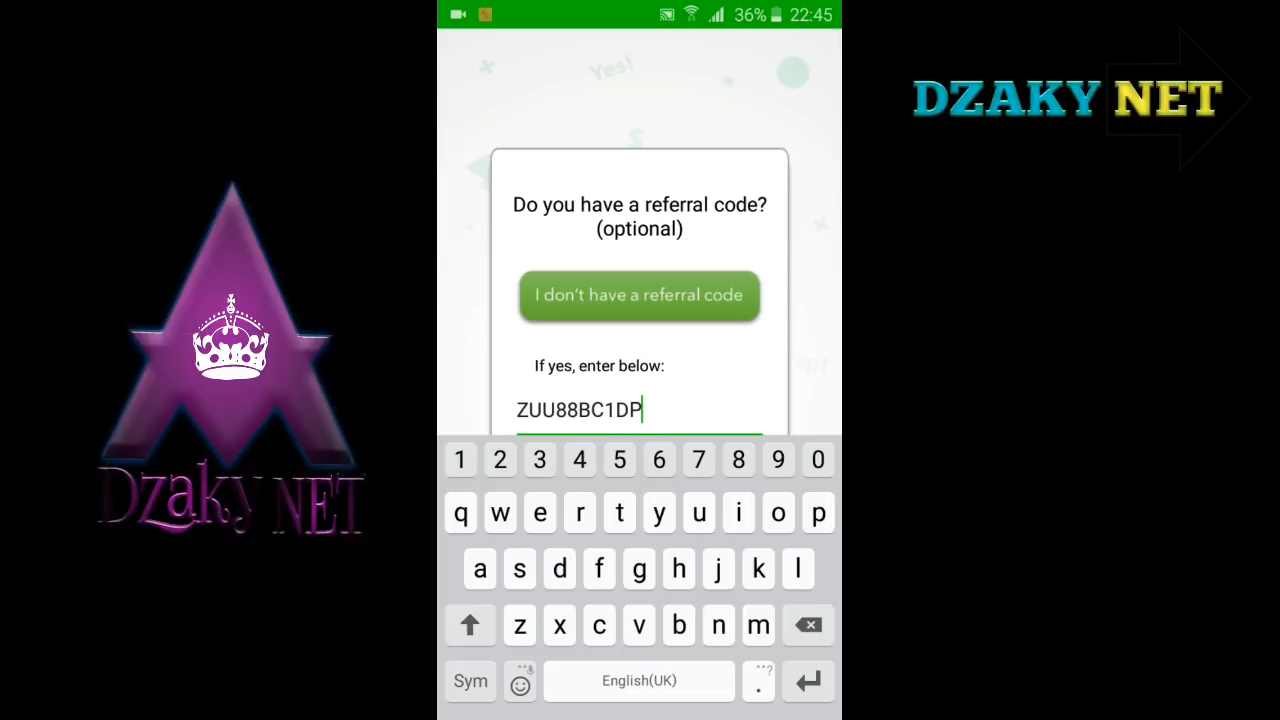 36% 22:45
Yes!
DZAKY NET
Do you have a referral code?
(optional)
I don't have a referral code
If yes, enter below:
ZUU88BC1DP
Dzaky NET
1 2 3 4 5 6 7 8 9 0
q w e r t y u i o p
a s d f g h j k l
z x c v b n m
Sym English(UK) . ...?